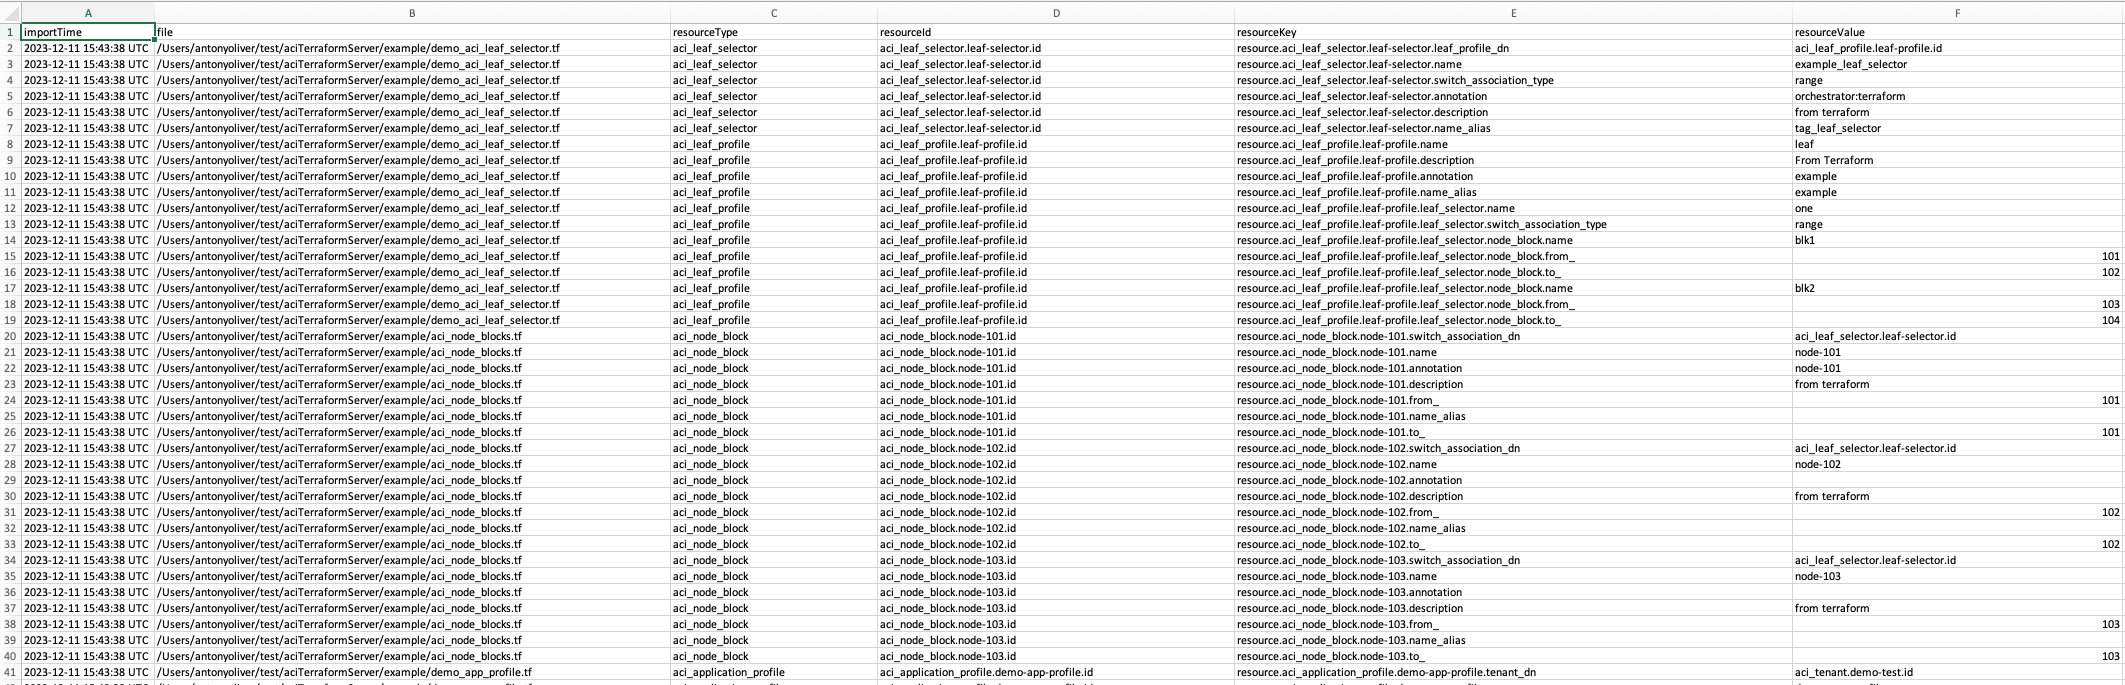 A B C D E F
1 importTime file resourceType resourceId resourceKey resourceValue
2 2023-12-11 15:43:38 UTC /Users/antonyoliver/test/aciTerraformServer/example/demo_aci_leaf_selector.tf aci_leaf_selector aci_leaf_selector.leaf-selector.id resource.aci_leaf_selector.leaf-selector.leaf_profile_dn aci_leaf_profile.leaf-profile.id
3 2023-12-11 15:43:38 UTC /Users/antonyoliver/test/aciTerraformServer/example/demo_aci_leaf_selector.tf aci_leaf_selector aci_leaf_selector.leaf-selector.id resource.aci_leaf_selector.leaf-selector.name example_leaf_selector
4 2023-12-11 15:43:38 UTC /Users/antonyoliver/test/aciTerraformServer/example/demo_aci_leaf_selector.tf aci_leaf_selector aci_leaf_selector.leaf-selector.id resource.aci_leaf_selector.leaf-selector.switch_association_type range
5 2023-12-11 15:43:38 UTC /Users/antonyoliver/test/aciTerraformServer/example/demo_aci_leaf_selector.tf aci_leaf_selector aci_leaf_selector.leaf-selector.id resource.aci_leaf_selector.leaf-selector.annotation orchestrator:terraform
6 2023-12-11 15:43:38 UTC /Users/antonyoliver/test/aciTerraformServer/example/demo_aci_leaf_selector.tf aci_leaf_selector aci_leaf_selector.leaf-selector.id resource.aci_leaf_selector.leaf-selector.description from terraform
7 2023-12-11 15:43:38 UTC /Users/antonyoliver/test/aciTerraformServer/example/demo_aci_leaf_selector.tf aci_leaf_selector aci_leaf_selector.leaf-selector.id resource.aci_leaf_selector.leaf-selector.name_alias tag_leaf_selector
8 2023-12-11 15:43:38 UTC /Users/antonyoliver/test/aciTerraformServer/example/demo_aci_leaf_selector.tf aci_leaf_profile aci_leaf_profile.leaf-profile.id resource.aci_leaf_profile.leaf-profile.name leaf
9 2023-12-11 15:43:38 UTC /Users/antonyoliver/test/aciTerraformServer/example/demo_aci_leaf_selector.tf aci_leaf_profile aci_leaf_profile.leaf-profile.id resource.aci_leaf_profile.leaf-profile.description From Terraform
10 2023-12-11 15:43:38 UTC /Users/antonyoliver/test/aciTerraformServer/example/demo_aci_leaf_selector.tf aci_leaf_profile aci_leaf_profile.leaf-profile.id resource.aci_leaf_profile.leaf-profile.annotation example
11 2023-12-11 15:43:38 UTC /Users/antonyoliver/test/aciTerraformServer/example/demo_aci_leaf_selector.tf aci_leaf_profile aci_leaf_profile.leaf-profile.id resource.aci_leaf_profile.leaf-profile.name_alias example
12 2023-12-11 15:43:38 UTC /Users/antonyoliver/test/aciTerraformServer/example/demo_aci_leaf_selector.tf aci_leaf_profile aci_leaf_profile.leaf-profile.id resource.aci_leaf_profile.leaf-profile.leaf_selector.name one
13 2023-12-11 15:43:38 UTC /Users/antonyoliver/test/aciTerraformServer/example/demo_aci_leaf_selector.tf aci_leaf_profile aci_leaf_profile.leaf-profile.id resource.aci_leaf_profile.leaf-profile.leaf_selector.switch_association_type range
14 2023-12-11 15:43:38 UTC /Users/antonyoliver/test/aciTerraformServer/example/demo_aci_leaf_selector.tf aci_leaf_profile aci_leaf_profile.leaf-profile.id resource.aci_leaf_profile.leaf-profile.leaf_selector.node_block.name blk1
15 2023-12-11 15:43:38 UTC /Users/antonyoliver/test/aciTerraformServer/example/demo_aci_leaf_selector.tf aci_leaf_profile aci_leaf_profile.leaf-profile.id resource.aci_leaf_profile.leaf-profile.leaf_selector.node_block.from_ 101
16 2023-12-11 15:43:38 UTC /Users/antonyoliver/test/aciTerraformServer/example/demo_aci_leaf_selector.tf aci_leaf_profile aci_leaf_profile.leaf-profile.id resource.aci_leaf_profile.leaf-profile.leaf_selector.node_block.to_ 102
17 2023-12-11 15:43:38 UTC /Users/antonyoliver/test/aciTerraformServer/example/demo_aci_leaf_selector.tf aci_leaf_profile aci_leaf_profile.leaf-profile.id resource.aci_leaf_profile.leaf-profile.leaf_selector.node_block.name blk2
18 2023-12-11 15:43:38 UTC /Users/antonyoliver/test/aciTerraformServer/example/demo_aci_leaf_selector.tf aci_leaf_profile aci_leaf_profile.leaf-profile.id resource.aci_leaf_profile.leaf-profile.leaf_selector.node_block.from_ 103
19 2023-12-11 15:43:38 UTC /Users/antonyoliver/test/aciTerraformServer/example/demo_aci_leaf_selector.tf aci_leaf_profile aci_leaf_profile.leaf-profile.id resource.aci_leaf_profile.leaf-profile.leaf_selector.node_block.to_ 104
20 2023-12-11 15:43:38 UTC /Users/antonyoliver/test/aciTerraformServer/example/aci_node_blocks.tf aci_node_block aci_node_block.node-101.id resource.aci_node_block.node-101.switch_association_dn aci_leaf_selector.leaf-selector.id
21 2023-12-11 15:43:38 UTC /Users/antonyoliver/test/aciTerraformServer/example/aci_node_blocks.tf aci_node_block aci_node_block.node-101.id resource.aci_node_block.node-101.name node-101
22 2023-12-11 15:43:38 UTC /Users/antonyoliver/test/aciTerraformServer/example/aci_node_blocks.tf aci_node_block aci_node_block.node-101.id resource.aci_node_block.node-101.annotation node-101
23 2023-12-11 15:43:38 UTC /Users/antonyoliver/test/aciTerraformServer/example/aci_node_blocks.tf aci_node_block aci_node_block.node-101.id resource.aci_node_block.node-101.description from terraform
24 2023-12-11 15:43:38 UTC /Users/antonyoliver/test/aciTerraformServer/example/aci_node_blocks.tf aci_node_block aci_node_block.node-101.id resource.aci_node_block.node-101.from_ 101
25 2023-12-11 15:43:38 UTC /Users/antonyoliver/test/aciTerraformServer/example/aci_node_blocks.tf aci_node_block aci_node_block.node-101.id resource.aci_node_block.node-101.name_alias
26 2023-12-11 15:43:38 UTC /Users/antonyoliver/test/aciTerraformServer/example/aci_node_blocks.tf aci_node_block aci_node_block.node-101.id resource.aci_node_block.node-101.to_ 101
27 2023-12-11 15:43:38 UTC /Users/antonyoliver/test/aciTerraformServer/example/aci_node_blocks.tf aci_node_block aci_node_block.node-102.id resource.aci_node_block.node-102.switch_association_dn aci_leaf_selector.leaf-selector.id
28 2023-12-11 15:43:38 UTC /Users/antonyoliver/test/aciTerraformServer/example/aci_node_blocks.tf aci_node_block aci_node_block.node-102.id resource.aci_node_block.node-102.name node-102
29 2023-12-11 15:43:38 UTC /Users/antonyoliver/test/aciTerraformServer/example/aci_node_blocks.tf aci_node_block aci_node_block.node-102.id resource.aci_node_block.node-102.annotation
30 2023-12-11 15:43:38 UTC /Users/antonyoliver/test/aciTerraformServer/example/aci_node_blocks.tf aci_node_block aci_node_block.node-102.id resource.aci_node_block.node-102.description from terraform
31 2023-12-11 15:43:38 UTC /Users/antonyoliver/test/aciTerraformServer/example/aci_node_blocks.tf aci_node_block aci_node_block.node-102.id resource.aci_node_block.node-102.from_ 102
32 2023-12-11 15:43:38 UTC /Users/antonyoliver/test/aciTerraformServer/example/aci_node_blocks.tf aci_node_block aci_node_block.node-102.id resource.aci_node_block.node-102.name_alias
33 2023-12-11 15:43:38 UTC /Users/antonyoliver/test/aciTerraformServer/example/aci_node_blocks.tf aci_node_block aci_node_block.node-102.id resource.aci_node_block.node-102.to_ 102
34 2023-12-11 15:43:38 UTC /Users/antonyoliver/test/aciTerraformServer/example/aci_node_blocks.tf aci_node_block aci_node_block.node-103.id resource.aci_node_block.node-103.switch_association_dn aci_leaf_selector.leaf-selector.id
35 2023-12-11 15:43:38 UTC /Users/antonyoliver/test/aciTerraformServer/example/aci_node_blocks.tf aci_node_block aci_node_block.node-103.id resource.aci_node_block.node-103.name node-103
36 2023-12-11 15:43:38 UTC /Users/antonyoliver/test/aciTerraformServer/example/aci_node_blocks.tf aci_node_block aci_node_block.node-103.id resource.aci_node_block.node-103.annotation
37 2023-12-11 15:43:38 UTC /Users/antonyoliver/test/aciTerraformServer/example/aci_node_blocks.tf aci_node_block aci_node_block.node-103.id resource.aci_node_block.node-103.description from terraform
38 2023-12-11 15:43:38 UTC /Users/antonyoliver/test/aciTerraformServer/example/aci_node_blocks.tf aci_node_block aci_node_block.node-103.id resource.aci_node_block.node-103.from_ 103
39 2023-12-11 15:43:38 UTC /Users/antonyoliver/test/aciTerraformServer/example/aci_node_blocks.tf aci_node_block aci_node_block.node-103.id resource.aci_node_block.node-103.name_alias
40 2023-12-11 15:43:38 UTC /Users/antonyoliver/test/aciTerraformServer/example/aci_node_blocks.tf aci_node_block aci_node_block.node-103.id resource.aci_node_block.node-103.to_ 103
41 2023-12-11 15:43:38 UTC /Users/antonyoliver/test/aciTerraformServer/example/demo_app_profile.tf aci_application_profile aci_application_profile.demo-app-profile.id resource.aci_application_profile.demo-app-profile.tenant_dn aci_tenant.demo-test.id